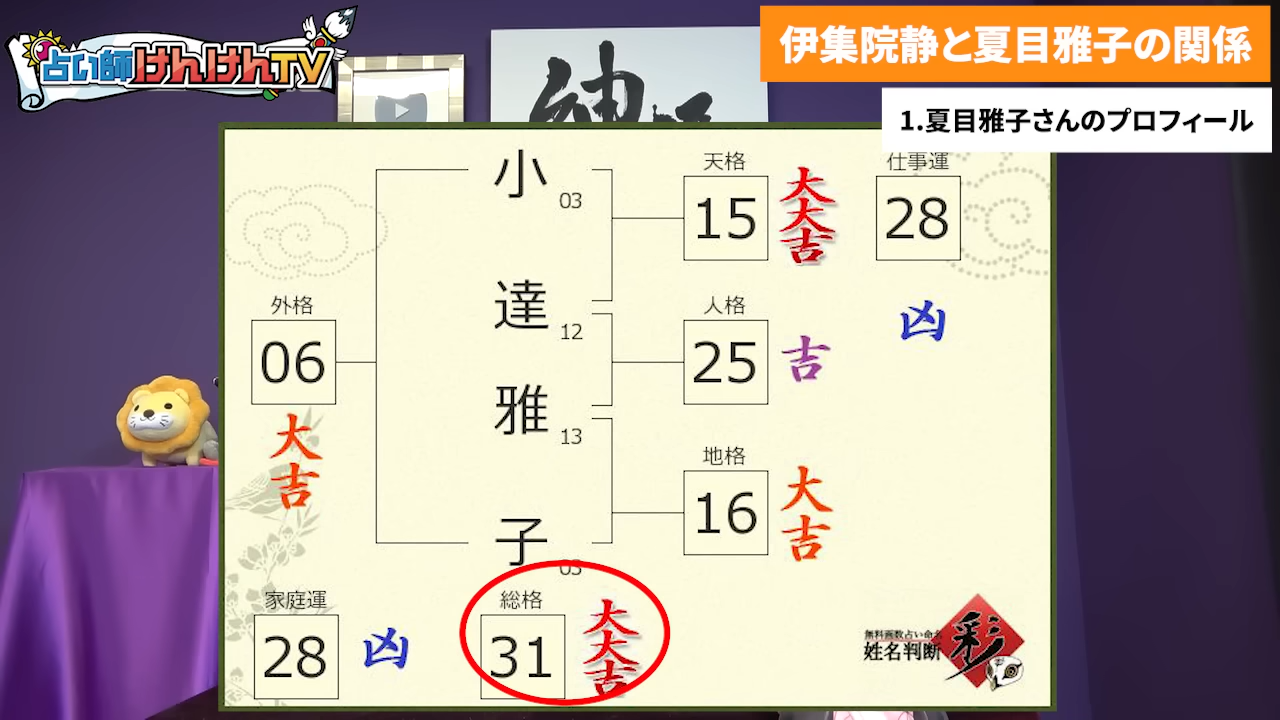 占い師けんけんTV
伊集院静と夏目雅子の関係
1.夏目雅子さんのプロフィール
小 03
達 12
雅 13
子 03
天格
15
大大吉
仕事運
28
凶
外格
06
大吉
人格
25
吉
地格
16
大吉
家庭運
28
凶
総格
31
大大吉
無料画数占い命名
姓名判断
彩